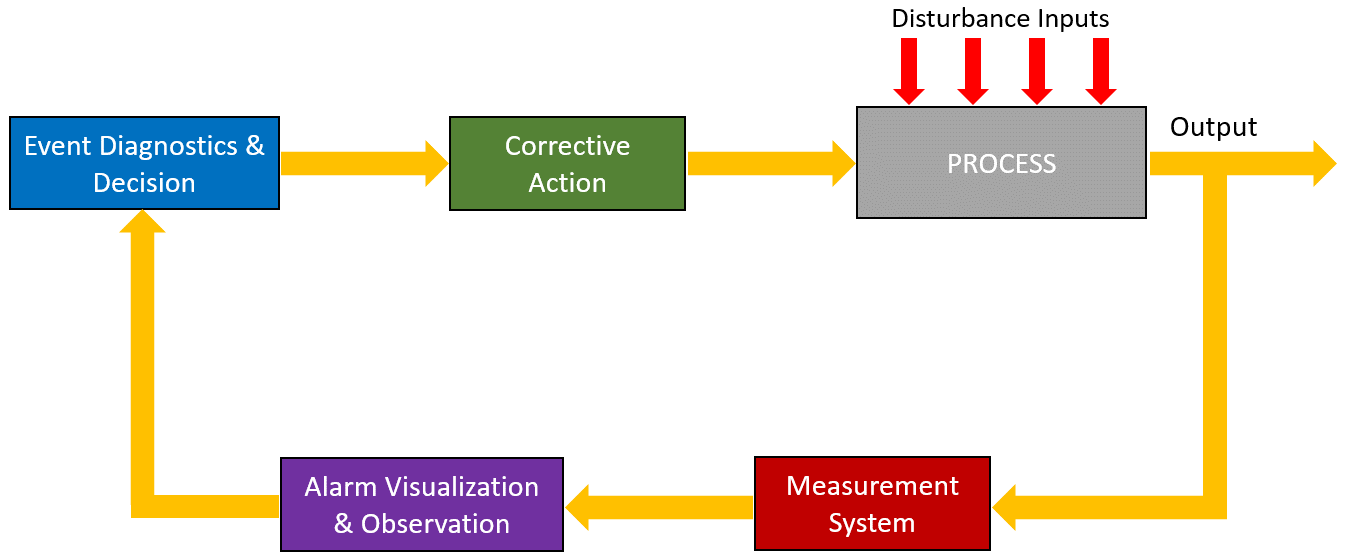 Disturbance Inputs
Event Diagnostics &
Decision
Corrective
Action
PROCESS
Output
Alarm Visualization
& Observation
Measurement
System